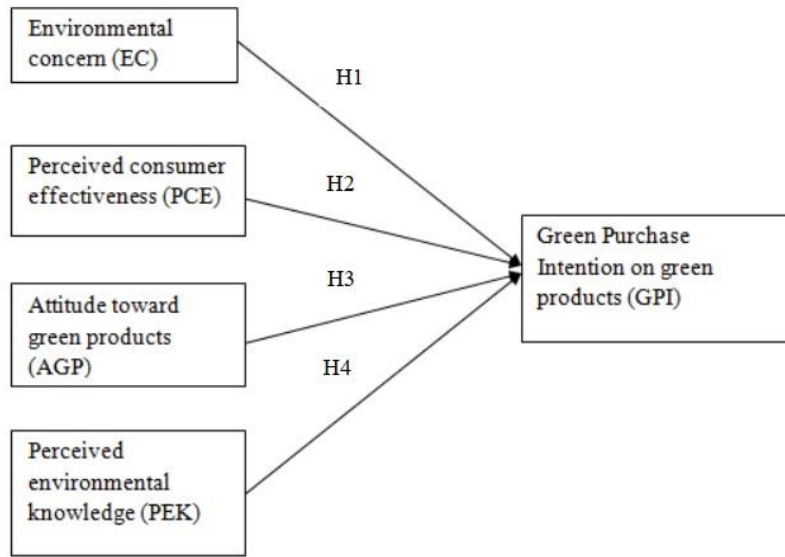 Environmental
concern (EC)
H1
Perceived consumer
effectiveness (PCE)
H2
Green Purchase
Intention on green
products (GPI)
H3
Attitude toward
green products
(AGP)
H4
Perceived
environmental
knowledge (PEK)